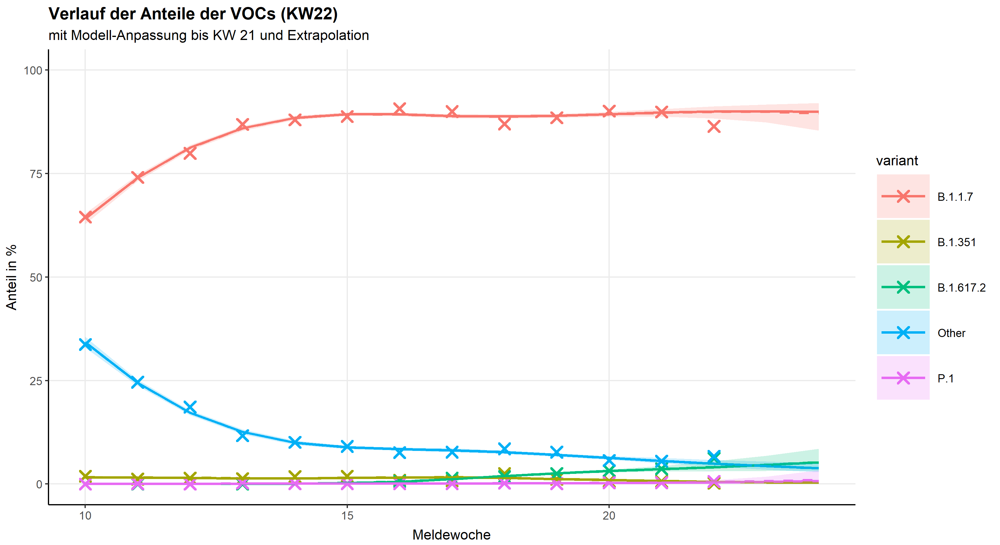 Verlauf der Anteile der VOCs (KW22)
mit Modell-Anpassung bis KW 21 und Extrapolation
Anteil in %
100
75
50
25
0
10
15
20
Meldewoche
variant
B.1.1.7
B.1.351
B.1.617.2
Other
P.1